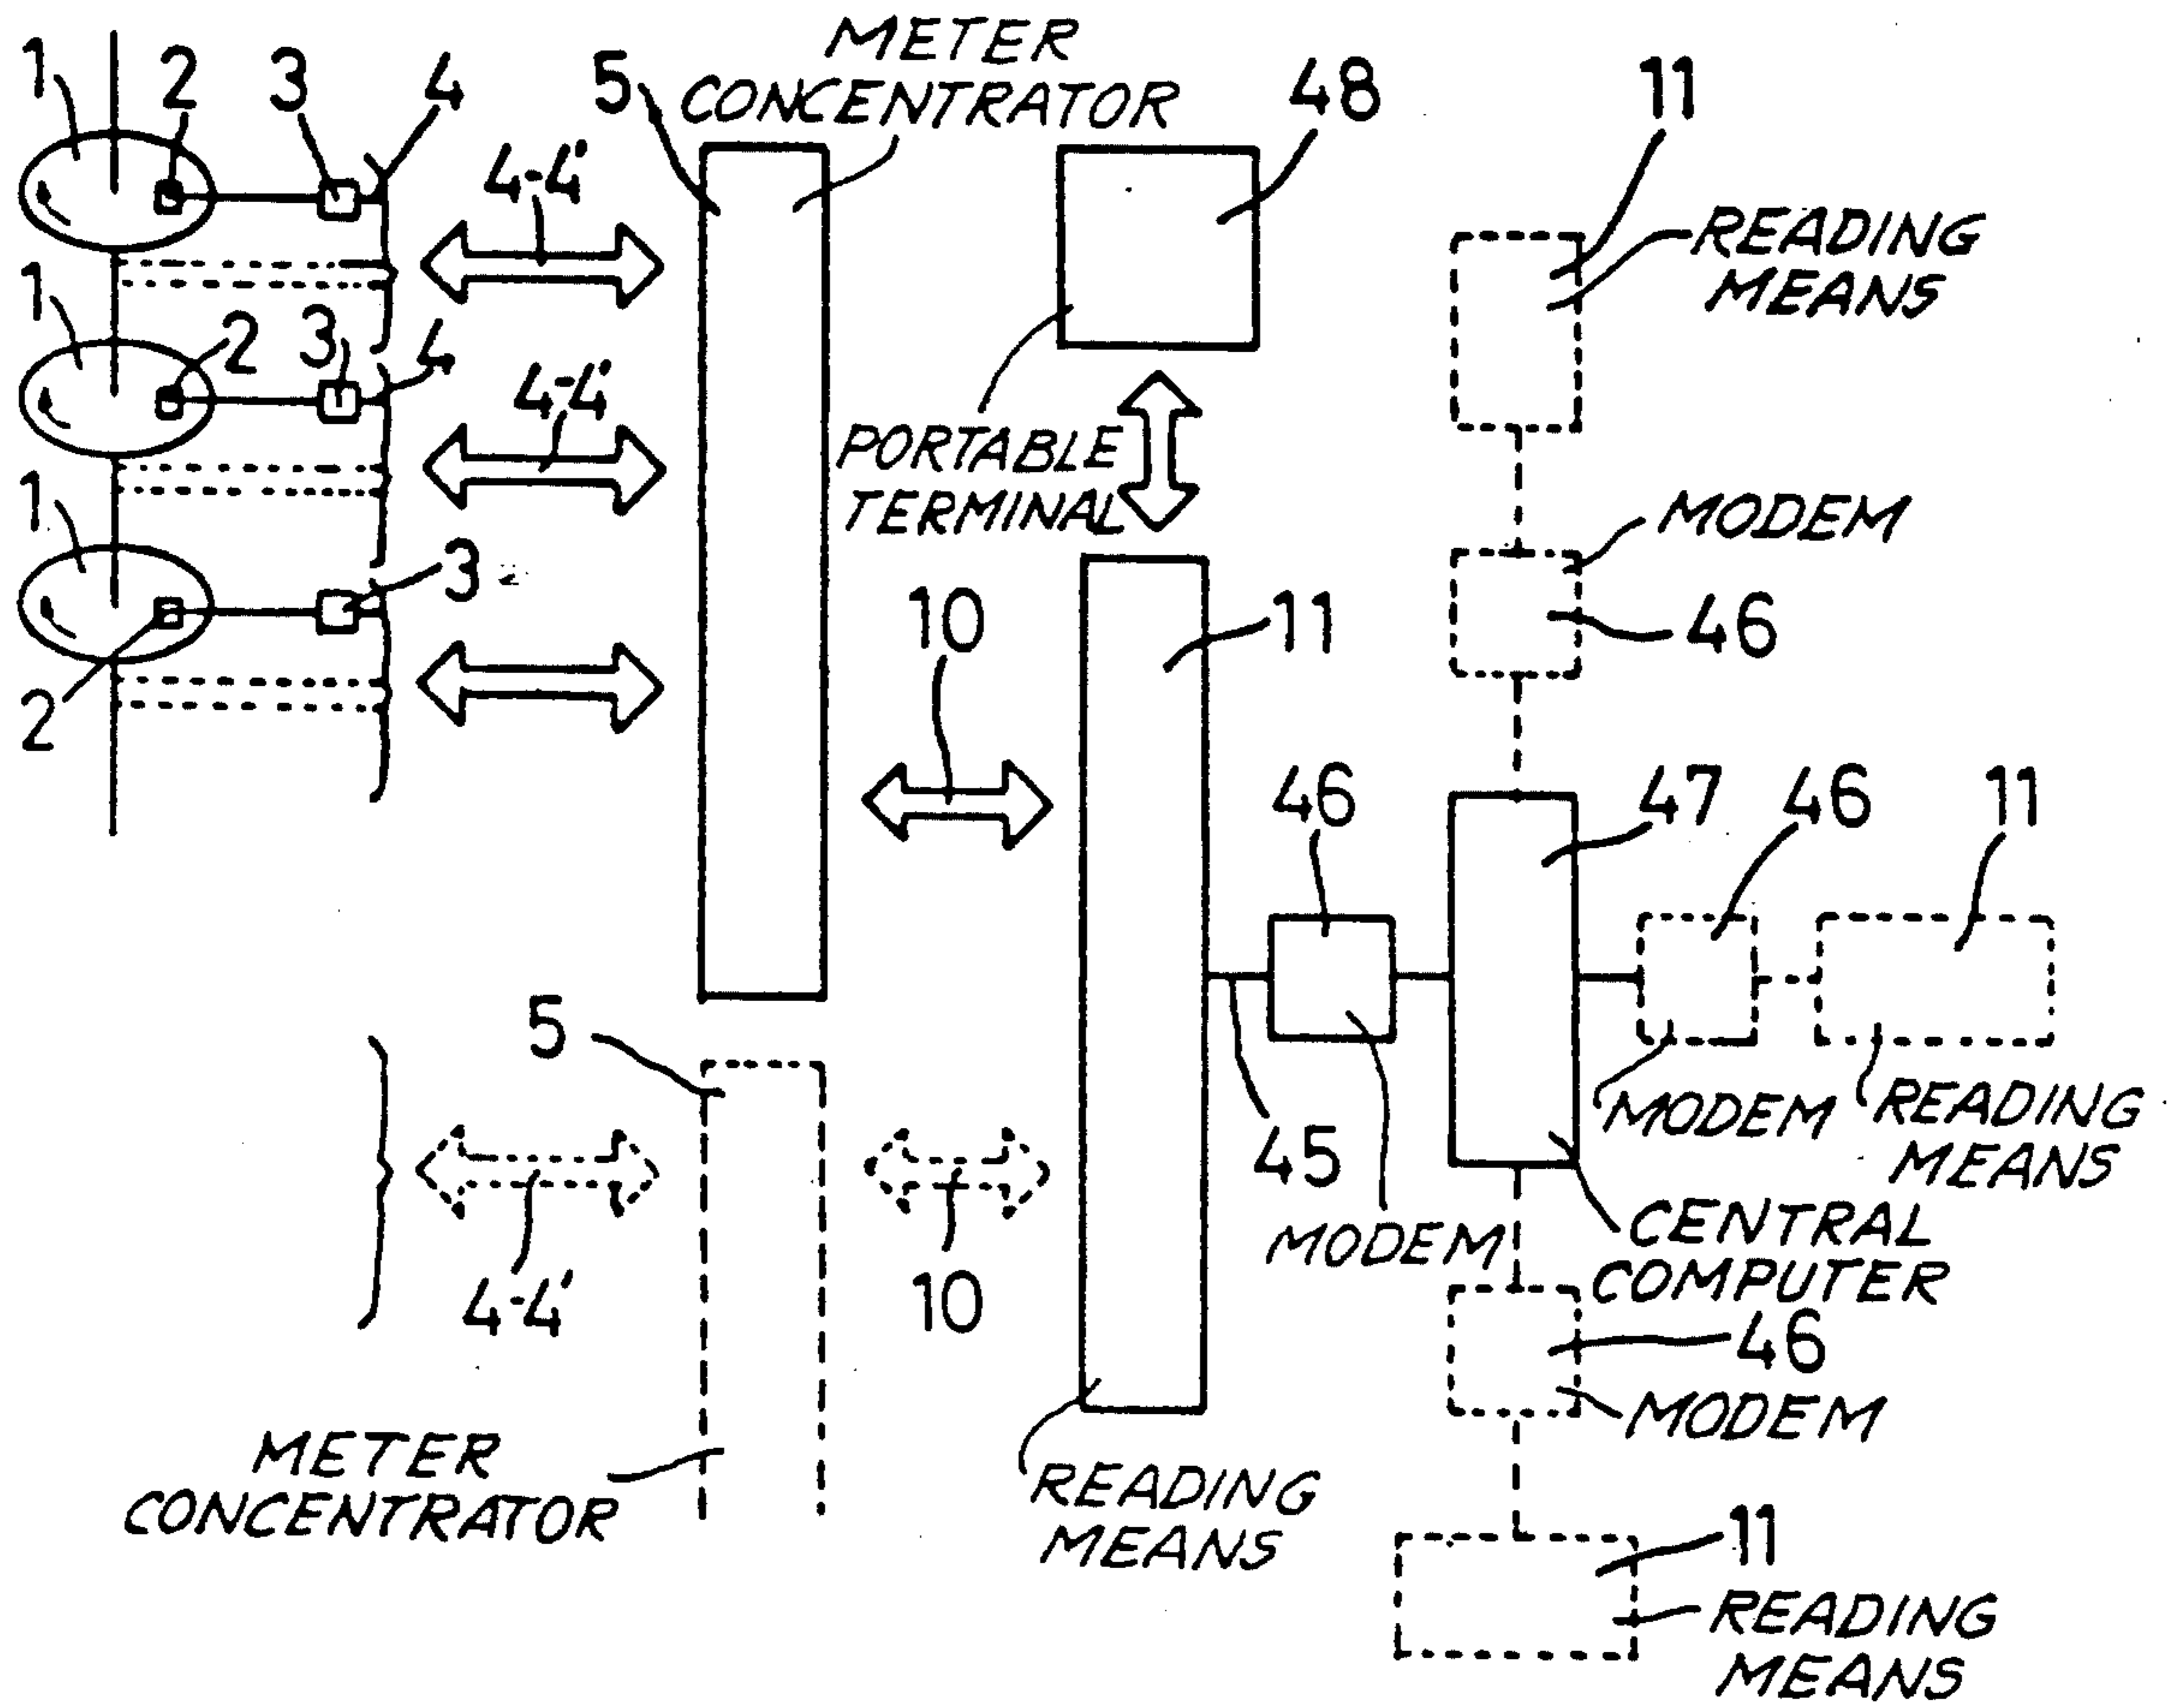 METER
CONCENTRATOR
1
2
3
4
5
48
11
4-4'
READING
MEANS
1
2
3
4
4-4'
PORTABLE
TERMINAL
MODEM
1
3
10
11
46
2
46
47
46
11
5
45
MODEM
READING
MEANS
MODEM
CENTRAL
COMPUTER
4-4'
10
46
MODEM
METER
CONCENTRATOR
READING
MEANS
11
READING
MEANS